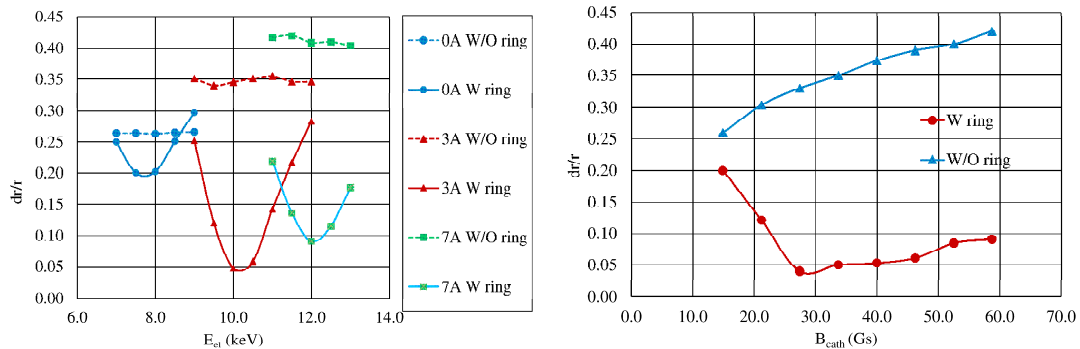 0.45
0.40
0.35
0.30
0.25
0.20
0.15
0.10
0.05
0.00
dr/r
6.0 8.0 10.0 12.0 14.0
E_el (keV)
0A W/O ring
0A W ring
3A W/O ring
3A W ring
7A W/O ring
7A W ring
0.45
0.40
0.35
0.30
0.25
0.20
0.15
0.10
0.05
0.00
dr/r
0.0 10.0 20.0 30.0 40.0 50.0 60.0 70.0
B_cath (Gs)
W ring
W/O ring